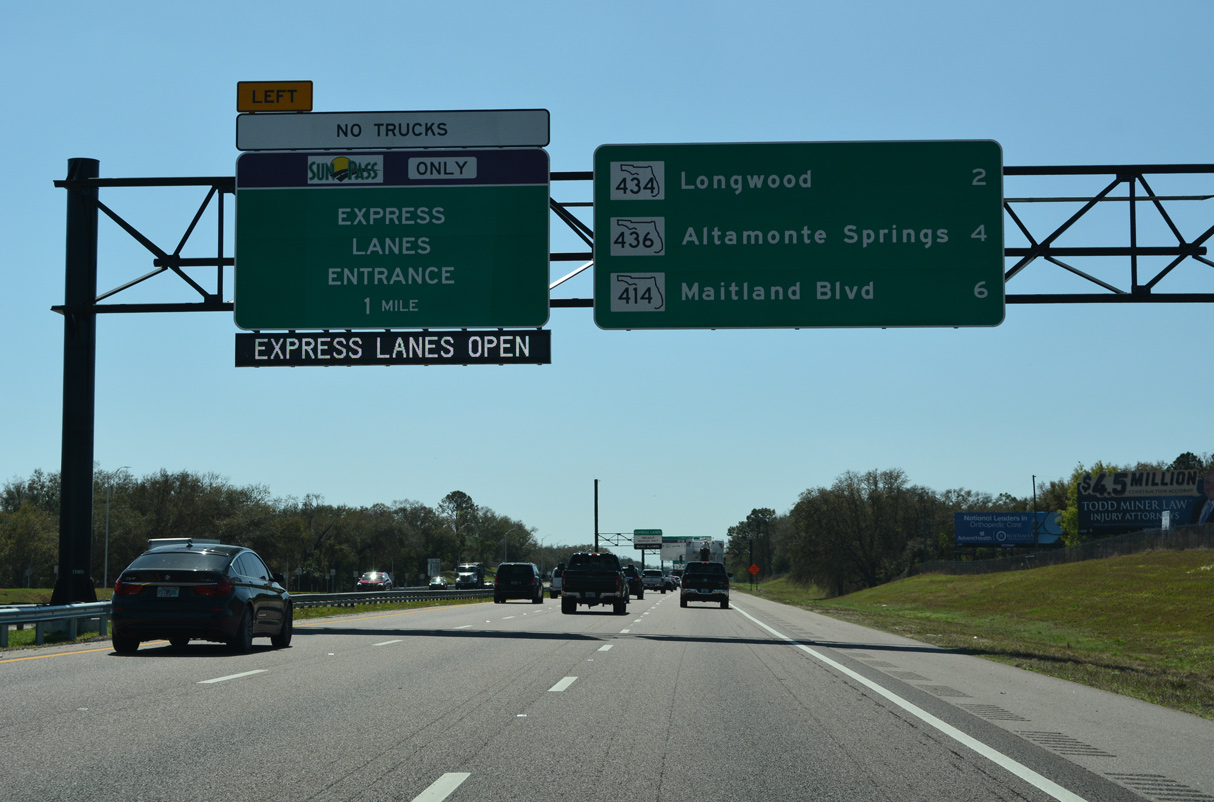 LEFT
NO TRUCKS
SUNPASS ONLY
EXPRESS
LANES
ENTRANCE
1 MILE
EXPRESS LANES OPEN
434 Longwood 2
436 Altamonte Springs 4
414 Maitland Blvd 6
$4.5 MILLION
TODD MINER LAW
INJURY ATTORNEYS
National Leaders in
Orthopedic Care
AdventHealth